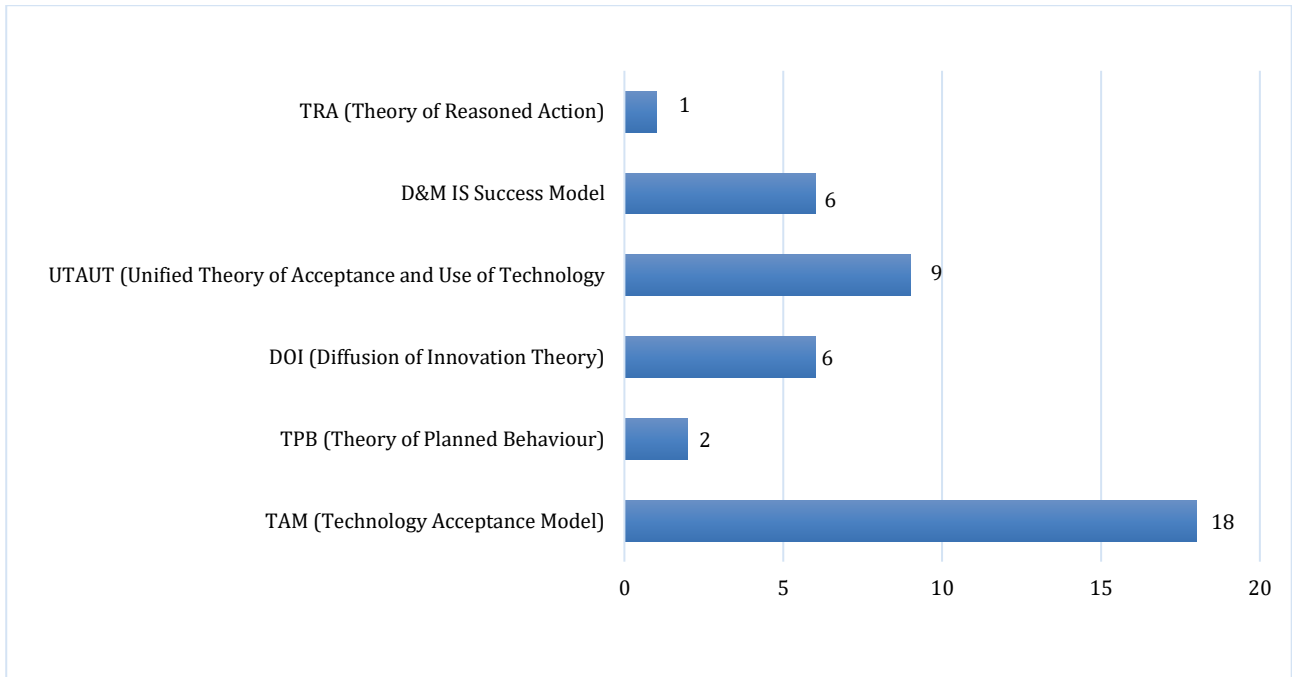 TRA (Theory of Reasoned Action)
1
D&M IS Success Model
6
UTAUT (Unified Theory of Acceptance and Use of Technology
9
DOI (Diffusion of Innovation Theory)
6
TPB (Theory of Planned Behaviour)
2
TAM (Technology Acceptance Model)
18
0 5 10 15 20